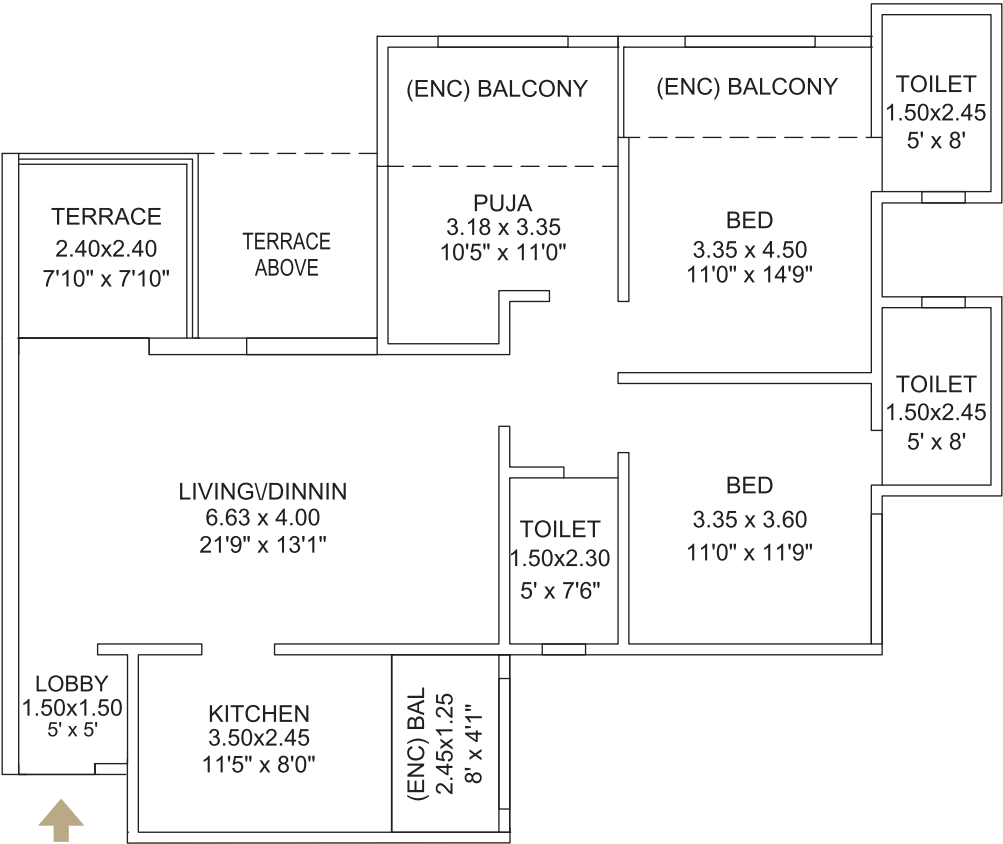 (ENC) BALCONY
(ENC) BALCONY
TOILET
1.50x2.45
5' x 8'
TERRACE
2.40x2.40
7'10" x 7'10"
TERRACE
ABOVE
PUJA
3.18 x 3.35
10'5" x 11'0"
BED
3.35 x 4.50
11'0" x 14'9"
TOILET
1.50x2.45
5' x 8'
LIVING\/DINNIN
6.63 x 4.00
21'9" x 13'1"
TOILET
1.50x2.30
5' x 7'6"
BED
3.35 x 3.60
11'0" x 11'9"
LOBBY
1.50x1.50
5' x 5'
KITCHEN
3.50x2.45
11'5" x 8'0"
(ENC) BAL
2.45x1.25
8' x 4'1"